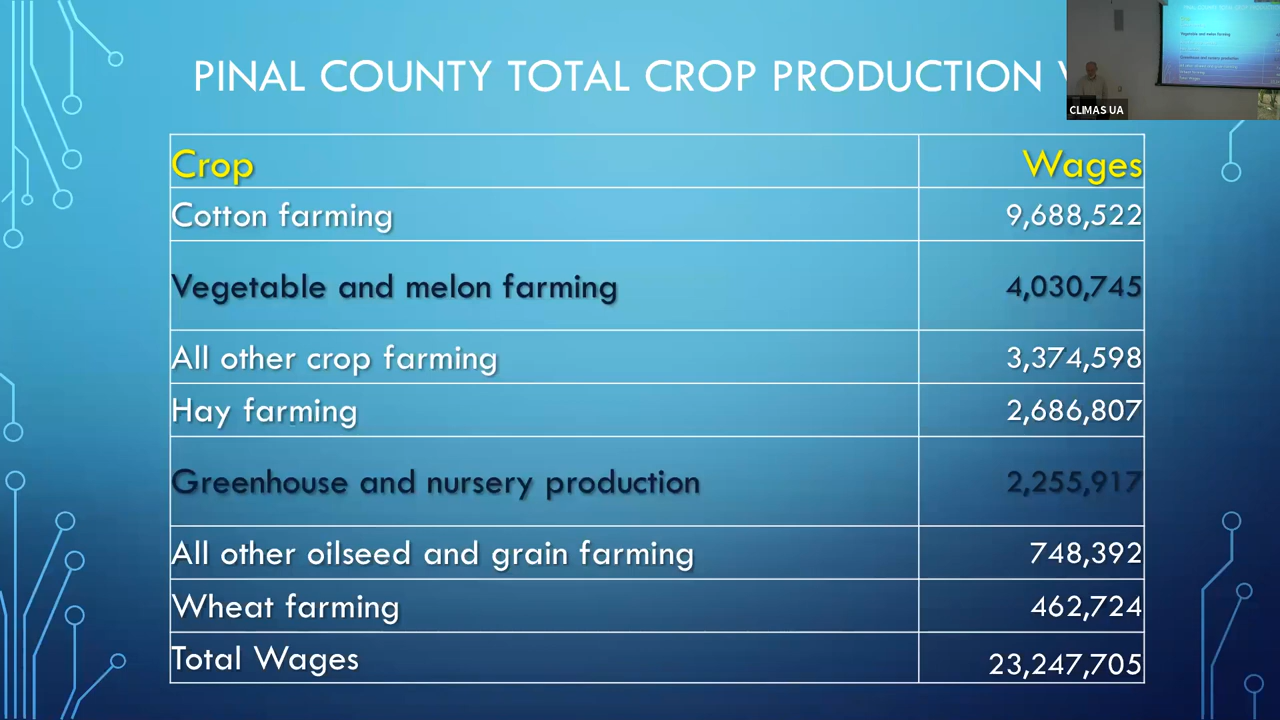 PINAL COUNTY TOTAL CROP PRODUCTION
CLIMAS UA
Crop Wages
Cotton farming 9,688,522
Vegetable and melon farming 4,030,745
All other crop farming 3,374,598
Hay farming 2,686,807
Greenhouse and nursery production 2,255,917
All other oilseed and grain farming 748,392
Wheat farming 462,724
Total Wages 23,247,705